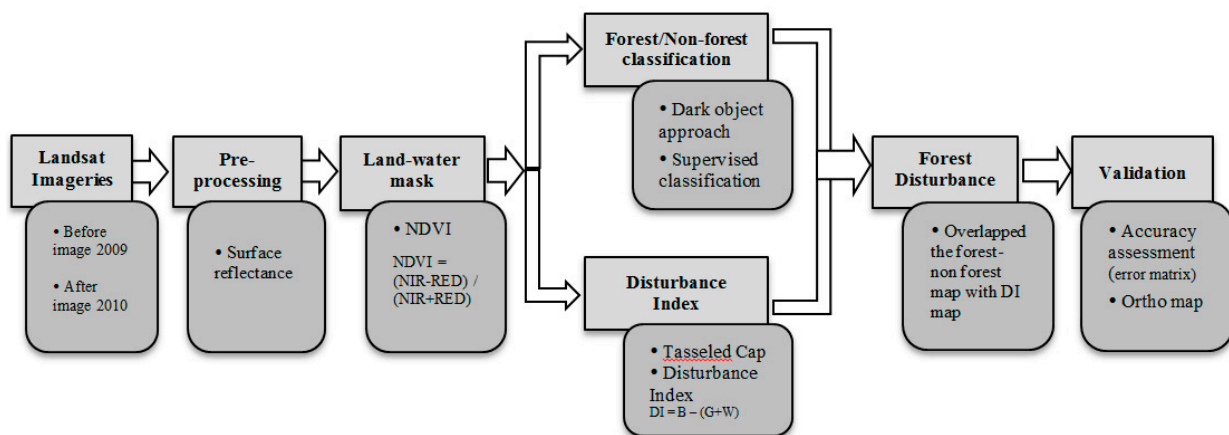 Landsat
Imageries
• Before
image 2009
• After
image 2010
Pre-
processing
• Surface
reflectance
Land-water
mask
• NDVI
NDVI =
(NIR-RED) /
(NIR+RED)
Forest/Non-forest
classification
• Dark object
approach
• Supervised
classification
Disturbance
Index
• Tasseled Cap
• Disturbance
Index
DI = B – (G+W)
Forest
Disturbance
• Overlapped
the forest-
non forest
map with DI
map
Validation
• Accuracy
assessment
(error matrix)
• Ortho map